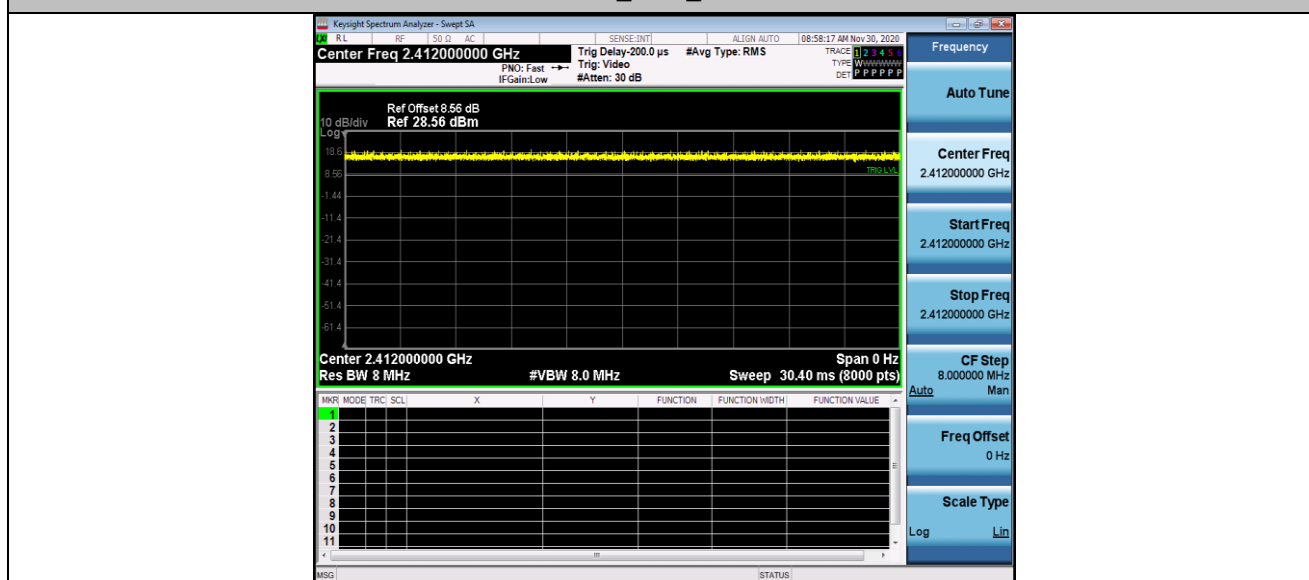 Keysight Spectrum Analyzer - Swept SA
RL RF 50 Ω AC SENSE:INT ALIGN AUTO 08:58:17 AM Nov 30, 2020
Center Freq 2.412000000 GHz
PNO: Fast
IFGain:Low
Trig Delay-200.0 µs
Trig: Video
#Atten: 30 dB
#Avg Type: RMS
TRACE 1 2 3 4 5 6
TYPE WWWWWW
DET P P P P P P
Ref Offset 8.56 dB
10 dB/div Ref 28.56 dBm
Log
18.6
8.56
-1.44
-11.4
-21.4
-31.4
-41.4
-51.4
-61.4
TRIG LVL
Center 2.412000000 GHz Span 0 Hz
Res BW 8 MHz #VBW 8.0 MHz Sweep 30.40 ms (8000 pts)
MKR MODE TRC SCL X Y FUNCTION FUNCTION WIDTH FUNCTION VALUE
1
2
3
4
5
6
7
8
9
10
11
MSG STATUS
Frequency
Auto Tune
Center Freq
2.412000000 GHz
Start Freq
2.412000000 GHz
Stop Freq
2.412000000 GHz
CF Step
8.000000 MHz
Auto Man
Freq Offset
0 Hz
Scale Type
Log Lin